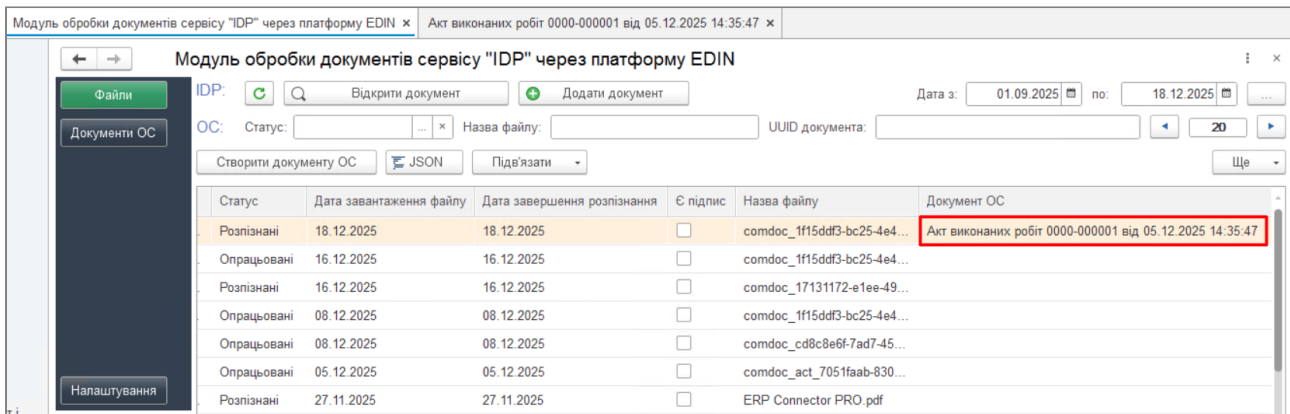 Модуль обробки документів сервісу "IDP" через платформу EDIN × Акт виконаних робіт 0000-000001 від 05.12.2025 14:35:47 ×
← → Модуль обробки документів сервісу "IDP" через платформу EDIN ⋮ ×
Файли IDP: Відкрити документ Додати документ Дата з: 01.09.2025 по: 18.12.2025 ...
Документи ОС ОС: Статус: ... × Назва файлу: UUID документа: 20
Створити документу ОС JSON Підв'язати Ще
Статус Дата завантаження файлу Дата завершення розпізнання Є підпис Назва файлу Документ ОС
Розпізнані 18.12.2025 18.12.2025 comdoc_1f15ddf3-bc25-4e4... Акт виконаних робіт 0000-000001 від 05.12.2025 14:35:47
Опрацьовані 16.12.2025 16.12.2025 comdoc_1f15ddf3-bc25-4e4...
Розпізнані 16.12.2025 16.12.2025 comdoc_17131172-e1ee-49...
Опрацьовані 08.12.2025 08.12.2025 comdoc_1f15ddf3-bc25-4e4...
Опрацьовані 08.12.2025 08.12.2025 comdoc_cd8c8e6f-7ad7-45...
Опрацьовані 05.12.2025 05.12.2025 comdoc_act_7051faab-830...
Налаштування Розпізнані 27.11.2025 27.11.2025 ERP Connector PRO.pdf